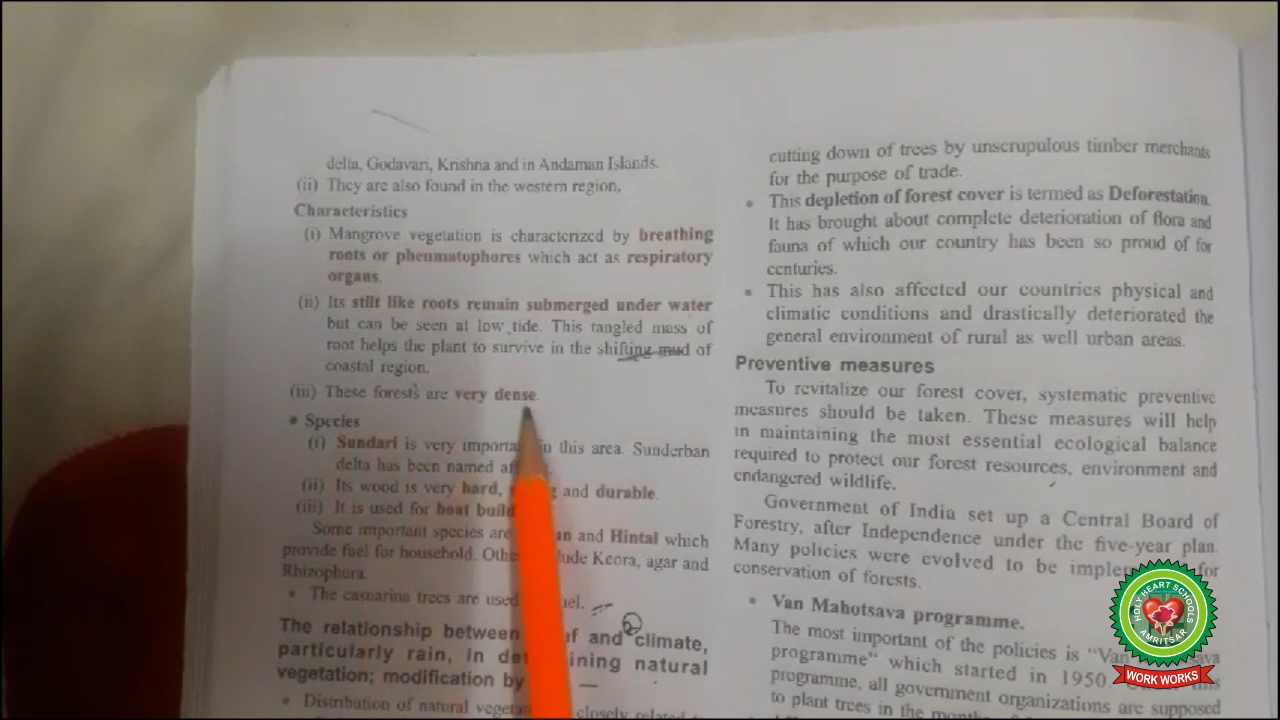 delta, Godavari, Krishna and in Andaman Islands.
(ii) They are also found in the western region,
Characteristics
(i) Mangrove vegetation is characterized by breathing
roots or phenmatophores which act as respiratory
organs.
(ii) Its stilt like roots remain submerged under water
but can be seen at low tide. This tangled mass of
root helps the plant to survive in the shifting mud of
coastal region.
(iii) These forests are very dense.
• Species
(i) Sundari is very in this area. Sunderban
delta has been named
(ii) Its wood is very hard, and durable.
(iii) It is used for boat
Some important species are and Hintal which
provide fuel for household. Keora, agar and
Rhizophora.
• The casuarina trees are used
The relationship between and climate,
particularly rain, in natural
vegetation; modification by
• Distribution of natural closely related to
cutting down of trees by unscrupulous timber merchants
for the purpose of trade.
• This depletion of forest cover is termed as Deforestation.
It has brought about complete deterioration of flora and
fauna of which our country has been so proud of for
centuries.
• This has also affected our countries physical and
climatic conditions and drastically deteriorated the
general environment of rural as well urban areas.
Preventive measures
To revitalize our forest cover, systematic preventive
measures should be taken. These measures will help
in maintaining the most essential ecological balance
required to protect our forest resources, environment and
endangered wildlife.
Government of India set up a Central Board of
Forestry, after Independence under the five-year plan.
Many policies were evolved to be for
conservation of forests.
• Van Mahotsava programme.
The most important of the policies is "Van
programme" which started in 1950.
programme, all government organizations are supposed
to plant trees in the
HOLY HEART SCHOOLS
AMRITSAR
WORK WORKS